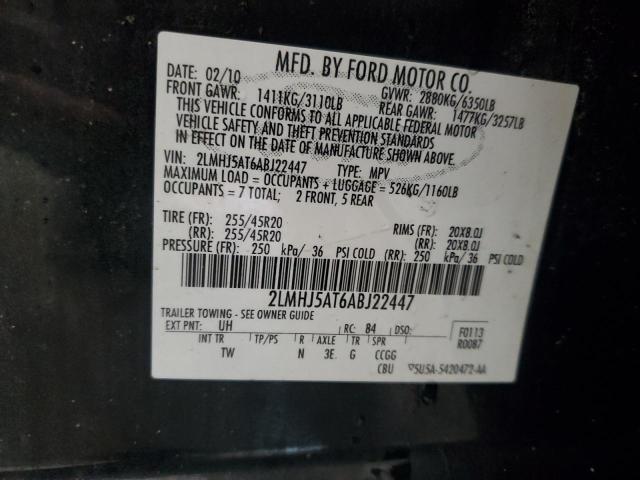 MFD. BY FORD MOTOR CO.
DATE: 02/10 GVWR: 2880KG/6350LB
FRONT GAWR: 1411KG/3110LB REAR GAWR: 1477KG/3257LB
THIS VEHICLE CONFORMS TO ALL APPLICABLE FEDERAL MOTOR
VEHICLE SAFETY AND THEFT PREVENTION STANDARDS
IN EFFECT ON THE DATE OF MANUFACTURE SHOWN ABOVE.
VIN: 2LMHJ5AT6ABJ22447 TYPE: MPV
MAXIMUM LOAD = OCCUPANTS + LUGGAGE = 526KG/1160LB
OCCUPANTS = 7 TOTAL; 2 FRONT, 5 REAR
TIRE (FR): 255/45R20 RIMS (FR): 20X8.0J
(RR): 255/45R20 (RR): 20X8.0J
PRESSURE (FR): 250 kPa/ 36 PSI COLD (RR): 250 kPa/ 36 PSI COLD
2LMHJ5AT6ABJ22447
TRAILER TOWING - SEE OWNER GUIDE
EXT PNT: UH RC: 84 DSO: F0113
INT TR TP/PS R AXLE TR SPR R0087
TW N 3E. G CCGG
CBU 5U5A-5420472-AA